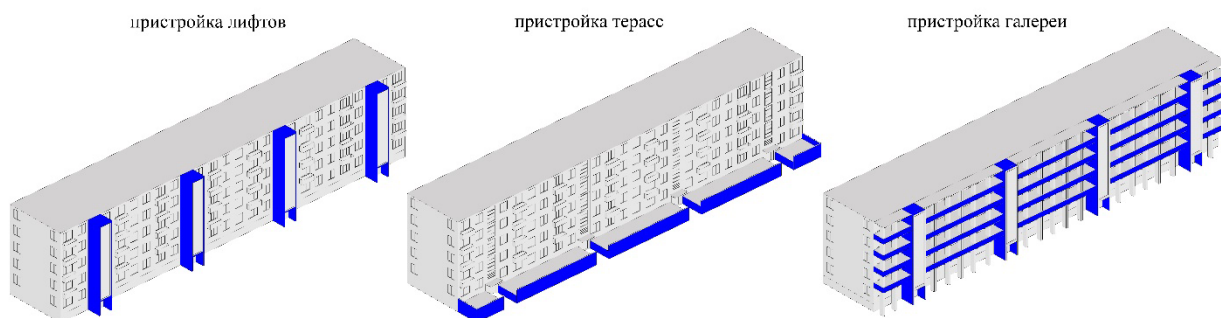 пристройка лифтов
пристройка терасс
пристройка галереи